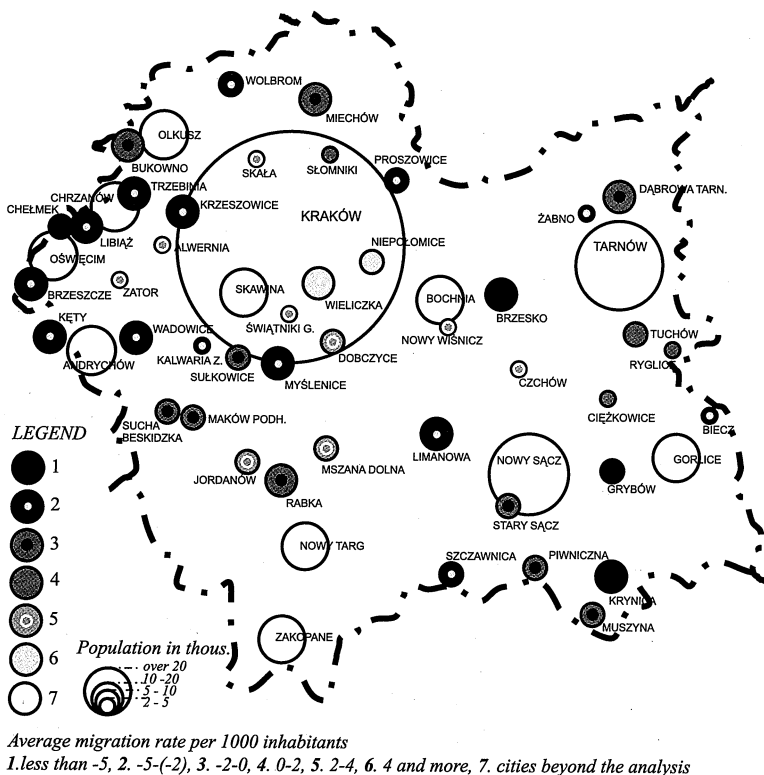 WOLBROM
MIECHÓW
OLKUSZ
BUKOWNO
SKAŁA
SŁOMNIKI
PROSZOWICE
CHRZANÓW
TRZEBINIA
DĄBROWA TARN.
CHEŁMEK
KRZESZOWICE
KRAKÓW
ŻABNO
LIBIĄŻ
ALWERNIA
NIEPOŁOMICE
TARNÓW
OŚWIĘCIM
BRZESZCZE
ZATOR
SKAWINA
WIELICZKA
BOCHNIA
BRZESKO
KĘTY
WADOWICE
ŚWIĄTNIKI G.
NOWY WIŚNICZ
TUCHÓW
ANDRYCHÓW
KALWARIA Z.
DOBCZYCE
RYGLICE
SUŁKOWICE
MYŚLENICE
CZCHÓW
SUCHA
BESKIDZKA
MAKÓW PODH.
CIĘŻKOWICE
BIECZ
LIMANOWA
NOWY SĄCZ
GORLICE
JORDANÓW
MSZANA DOLNA
RABKA
GRYBÓW
STARY SĄCZ
NOWY TARG
SZCZAWNICA
PIWNICZNA
KRYNICA
MUSZYNA
ZAKOPANE
LEGEND
1
2
3
4
5
6
7
Population in thous.
over 20
10 -20
5 - 10
2 - 5
Average migration rate per 1000 inhabitants
1.less than -5, 2. -5-(-2), 3. -2-0, 4. 0-2, 5. 2-4, 6. 4 and more, 7. cities beyond the analysis